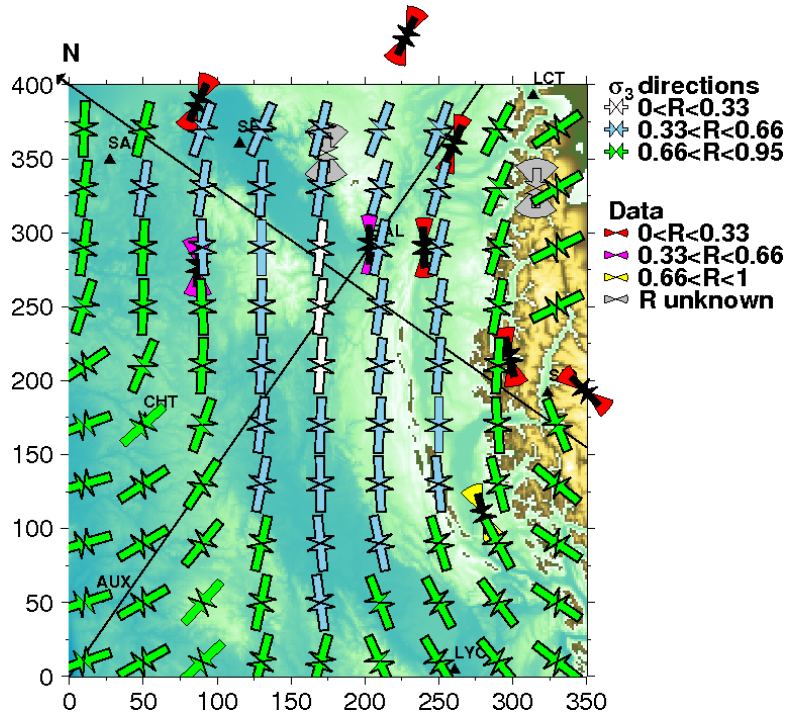 N
LCT
400
SA
SE
350
300
AL
250
200
CHT
150
100
AUX
50
LYO
0
0 50 100 150 200 250 300 350
σ3 directions
0<R<0.33
0.33<R<0.66
0.66<R<0.95
Data
0<R<0.33
0.33<R<0.66
0.66<R<1
R unknown